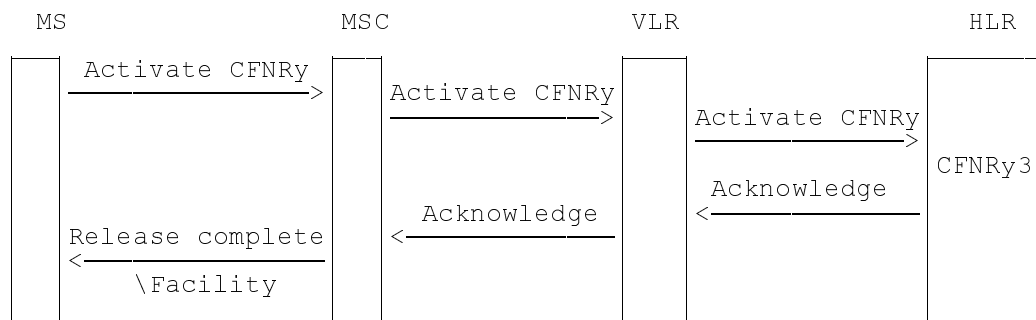 MS MSC VLR HLR
Activate CFNRy
Activate CFNRy
Activate CFNRy
CFNRy3
Acknowledge
Acknowledge
Release complete
\Facility